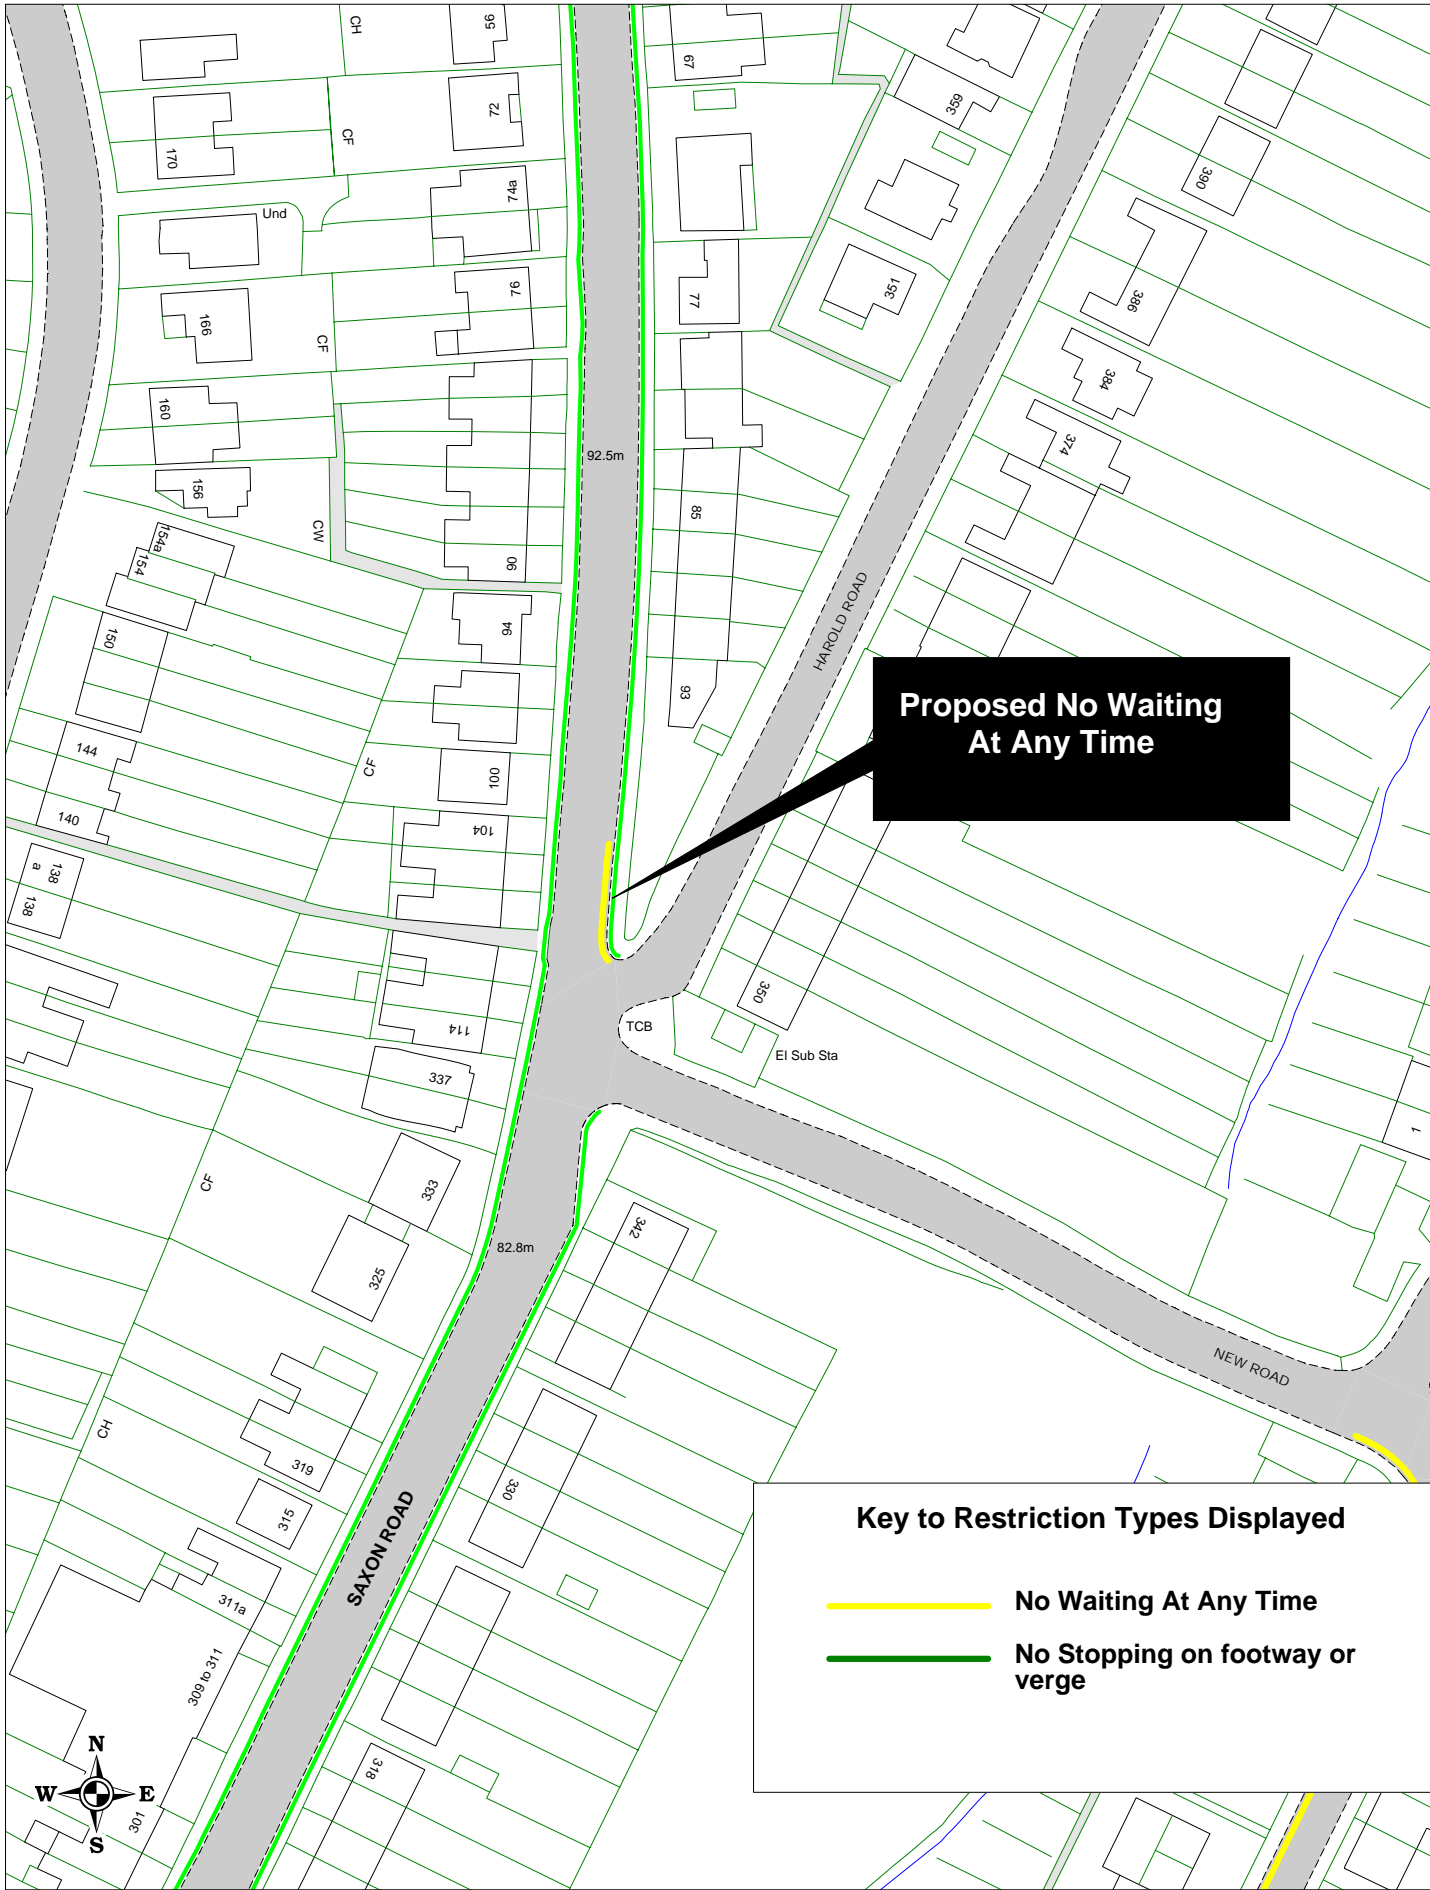 CH
56
67
72
359
CF
170
390
74a
Und
76
77
351
386
166
CF
384
160
374
92.5m
156
85
CW
154a
154
90
HAROLD ROAD
94
150
93
Proposed No Waiting
At Any Time
144
CF
100
140
104
138
a
138
350
TCB
114
El Sub Sta
337
1
CF
333
342
82.8m
325
NEW ROAD
CH
319
330
315
Key to Restriction Types Displayed
SAXON ROAD
No Waiting At Any Time
311a
No Stopping on footway or
verge
309 to 311
N
W E
S
318
301